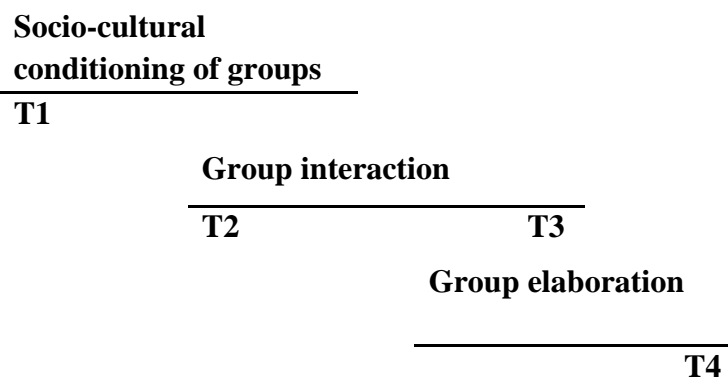 Socio-cultural
conditioning of groups
T1
Group interaction
T2 T3
Group elaboration
T4